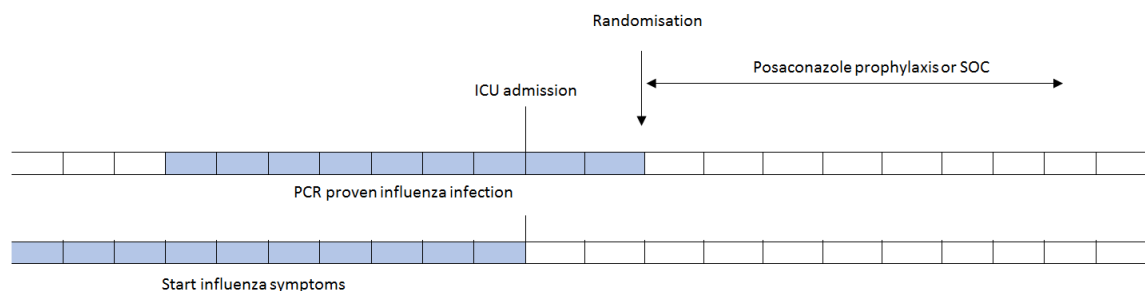 Randomisation
Posaconazole prophylaxis or SOC
ICU admission
PCR proven influenza infection
Start influenza symptoms